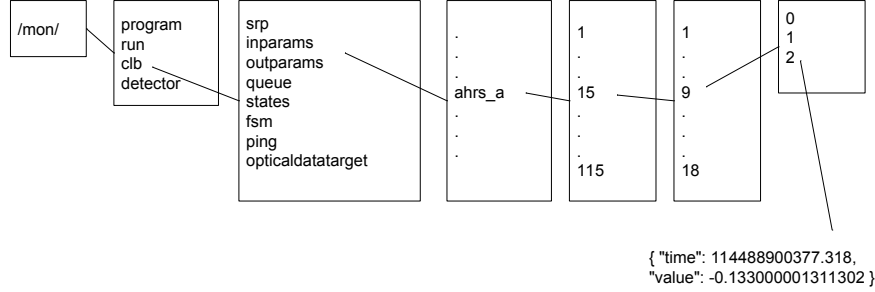 /mon/
program
run
clb
detector
srp
inparams
outparams
queue
states
fsm
ping
opticaldatatarget
.
.
.
ahrs_a
.
.
.
1
.
.
15
.
.
.
115
1
.
.
9
.
.
.
18
0
1
2
{ "time": 114488900377.318,
"value": -0.133000001311302 }